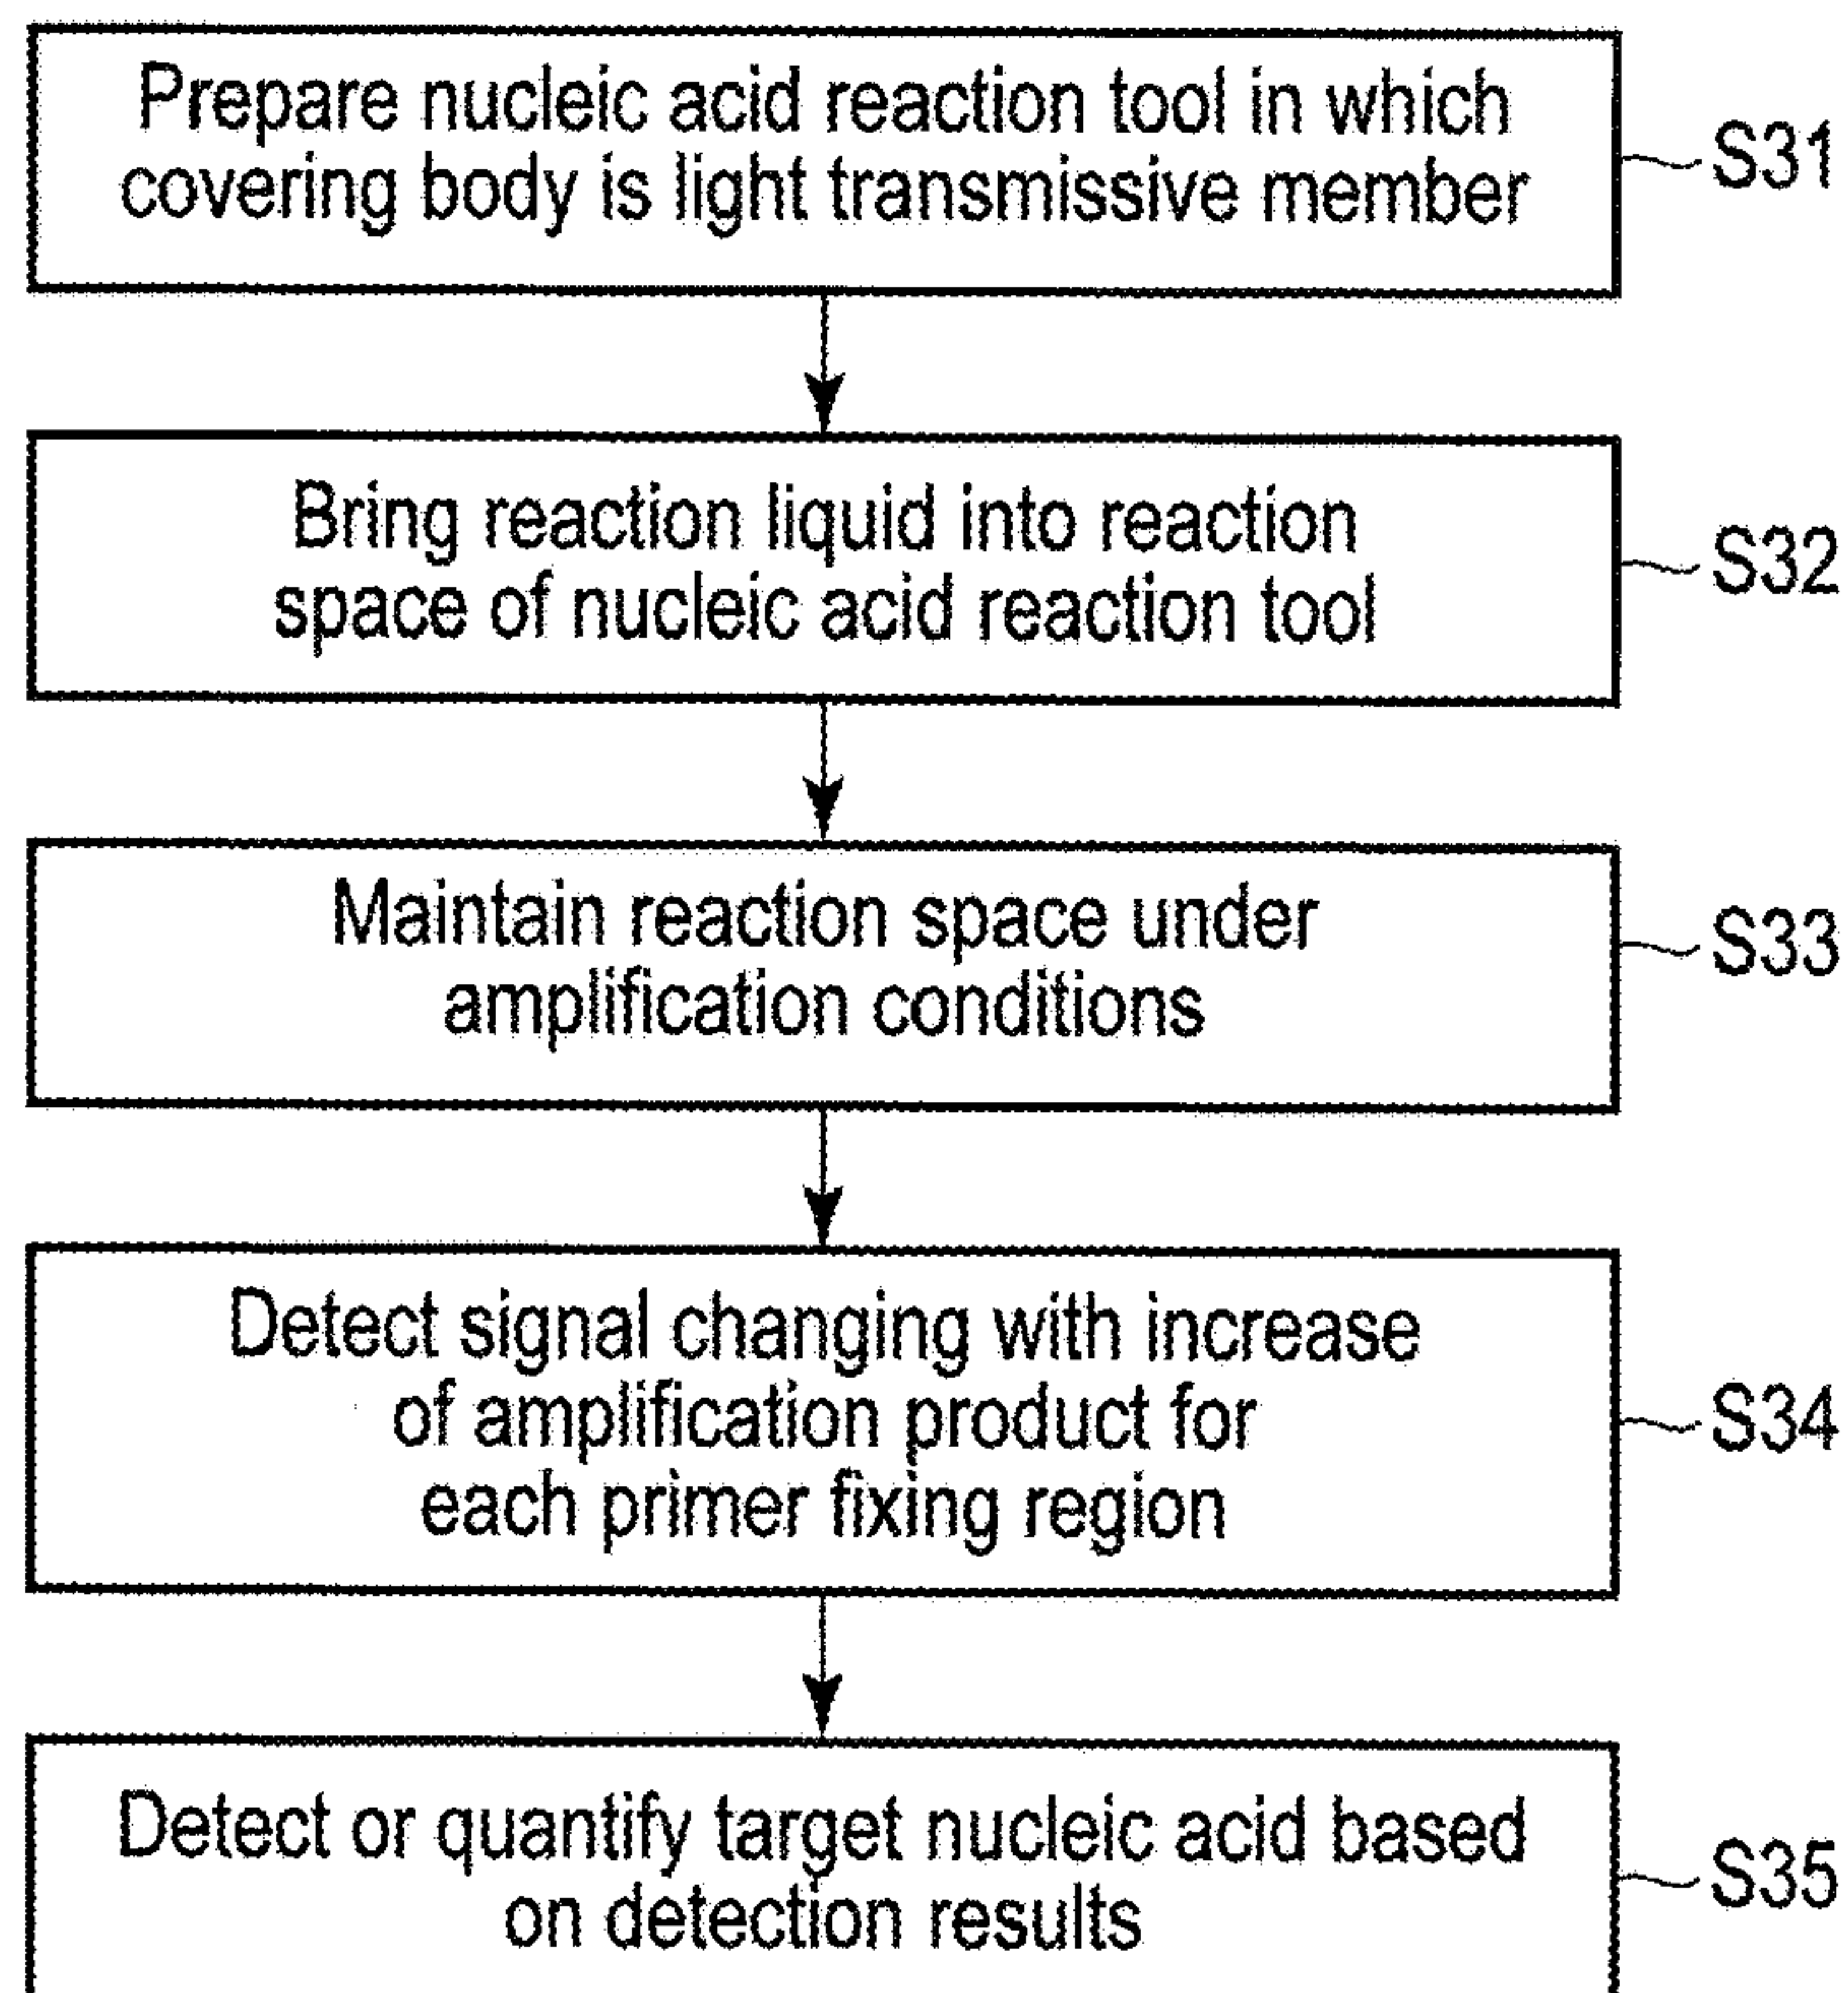 Prepare nucleic acid reaction tool in which
covering body is light transmissive member
S31
Bring reaction liquid into reaction
space of nucleic acid reaction tool
S32
Maintain reaction space under
amplification conditions
S33
Detect signal changing with increase
of amplification product for
each primer fixing region
S34
Detect or quantify target nucleic acid based
on detection results
S35